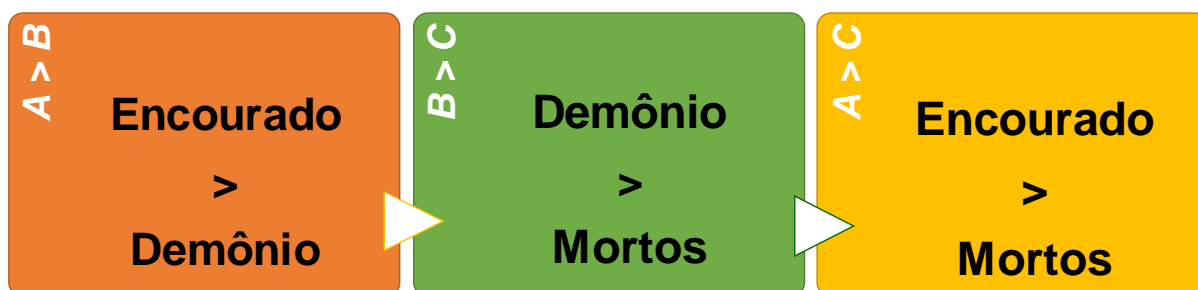 A > B
Encourado
>
Demônio
B > C
Demônio
>
Mortos
A > C
Encourado
>
Mortos